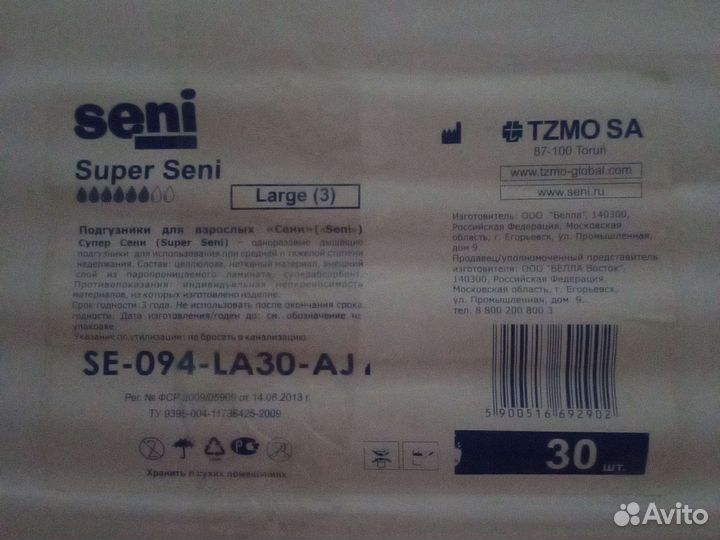 seni
Super Seni
Large (3)
Подгузники для взрослых «Сени»(«Seni»)
Супер Сени (Super Seni) – одноразовые дышащие
подгузники для использования при средней и тяжелой степени
недержания. Состав: целлюлоза, нетканый материал, внешний
слой из паропроницаемого ламината, суперабсорбент.
Противопоказания: индивидуальная непереносимость
материалов, из которых изготовлено изделие.
Срок годности: 3 года. Не использовать после окончания срока
годности. Дата изготовления/годен до: см. обозначение на
упаковке.
Указание по утилизации: не бросать в канализацию.
SE-094-LA30-AJ
Рег. № ФСР 2009/05909 от 14.06.2013 г.
ТУ 9396-004-11736426-2009
Хранить в сухих помещениях
TZMO SA
87-100 Toruń
www.tzmo-global.com
www.seni.ru
Изготовитель: ООО "Белла", 140300,
Российская Федерация, Московская
область, г. Егорьевск, ул. Промышленная,
дом 9
Продавец/уполномоченный представитель
изготовителя: ООО "БЕЛЛА Восток",
140300, Российская Федерация,
Московская область, г. Егорьевск,
ул. Промышленная, дом 9.
тел. 8 800 200 800 3
5 900516 692902
30 шт.
Avito